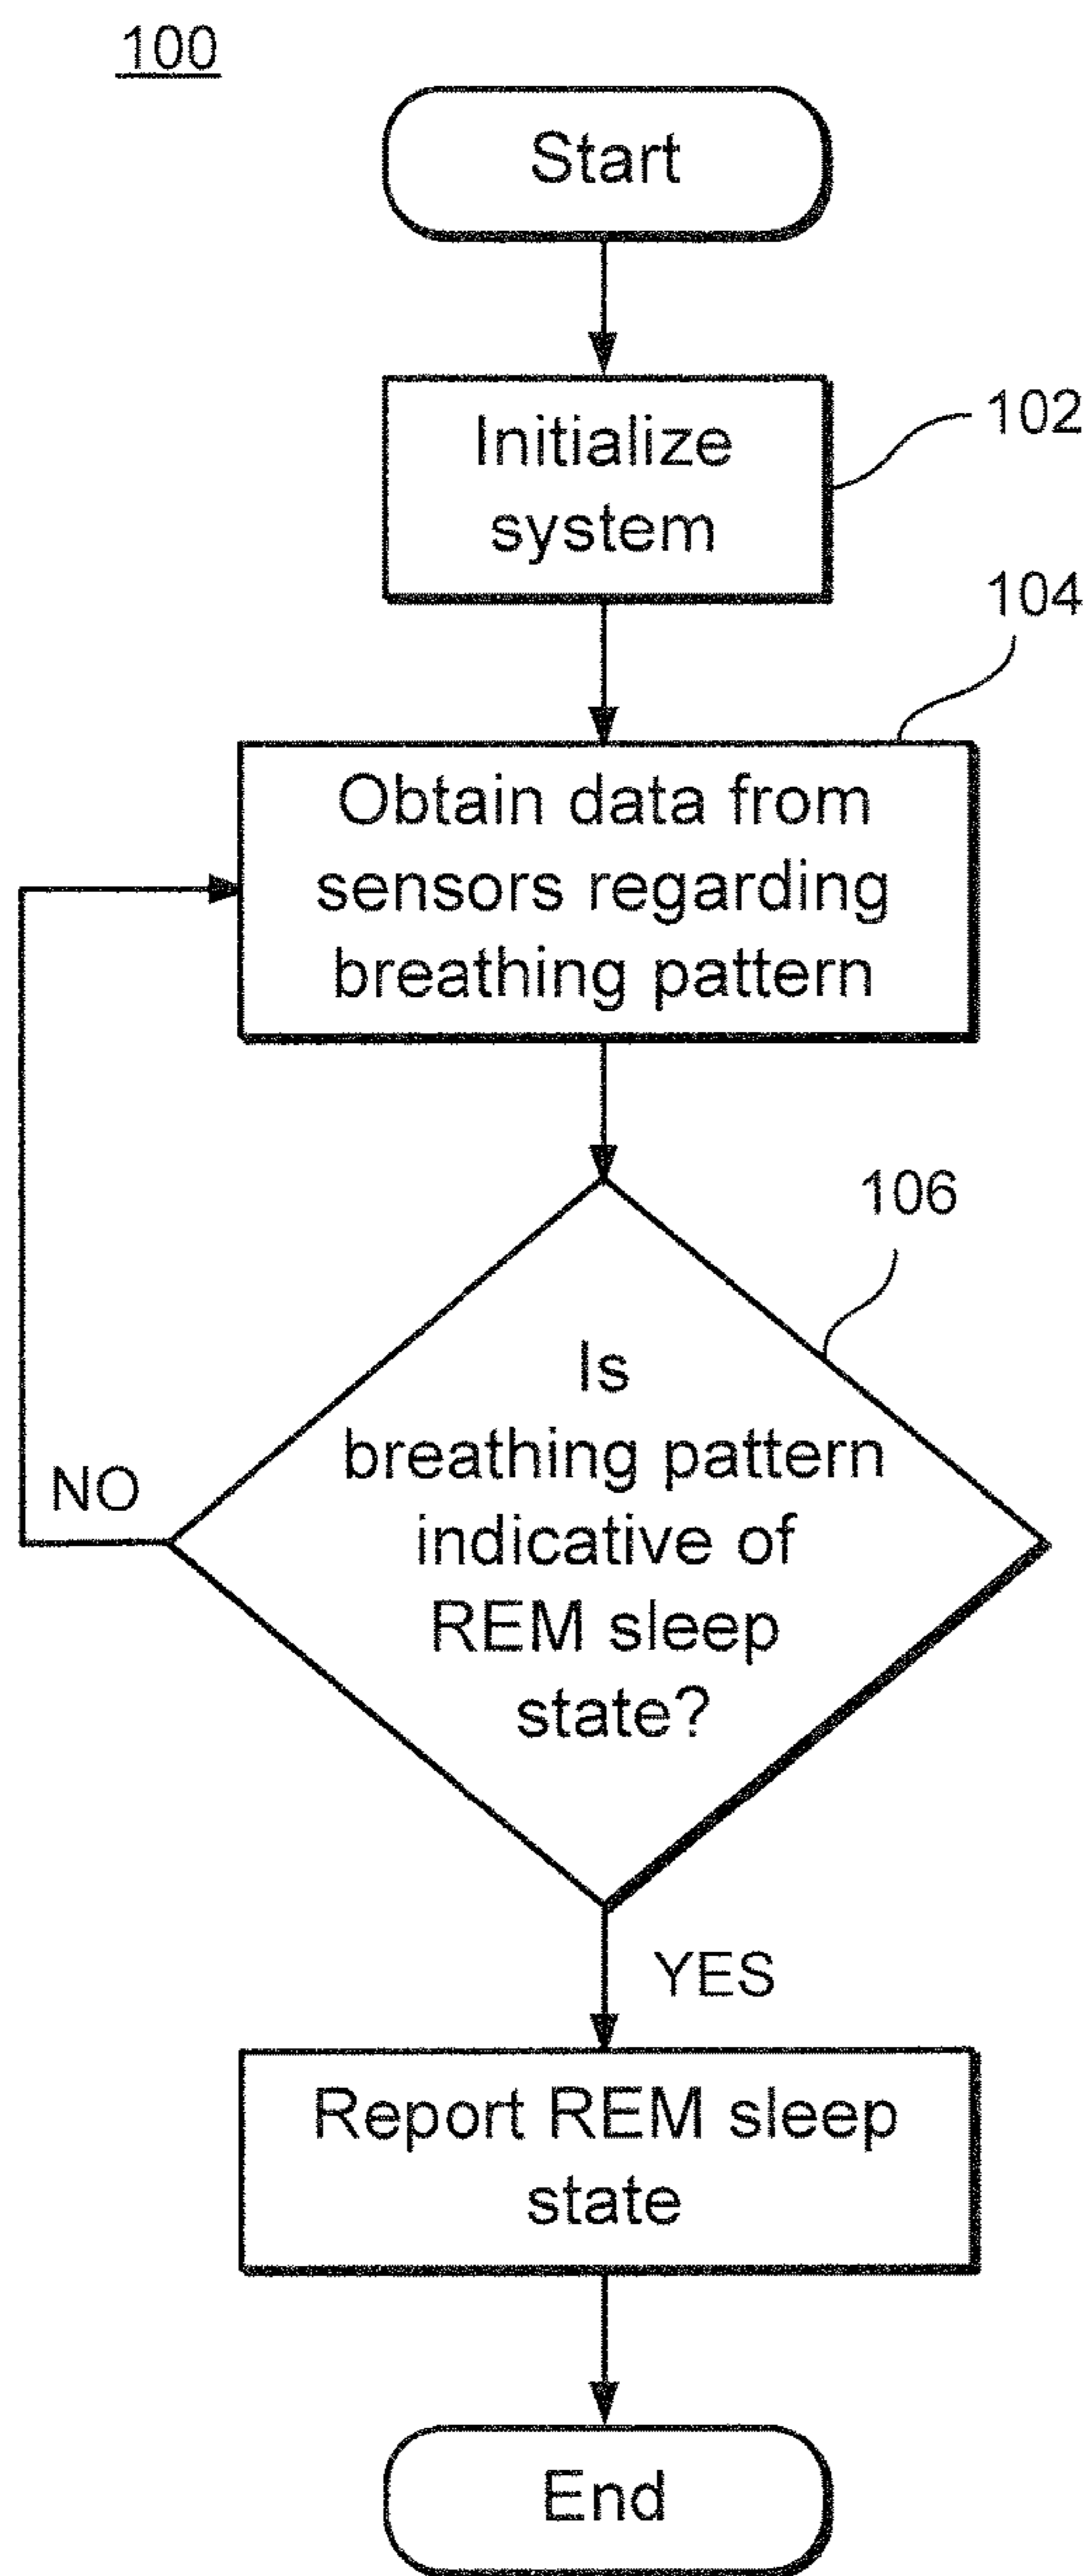 100
Start
Initialize
system
102
104
Obtain data from
sensors regarding
breathing pattern
106
Is
breathing pattern
indicative of
REM sleep
state?
NO
YES
Report REM sleep
state
End